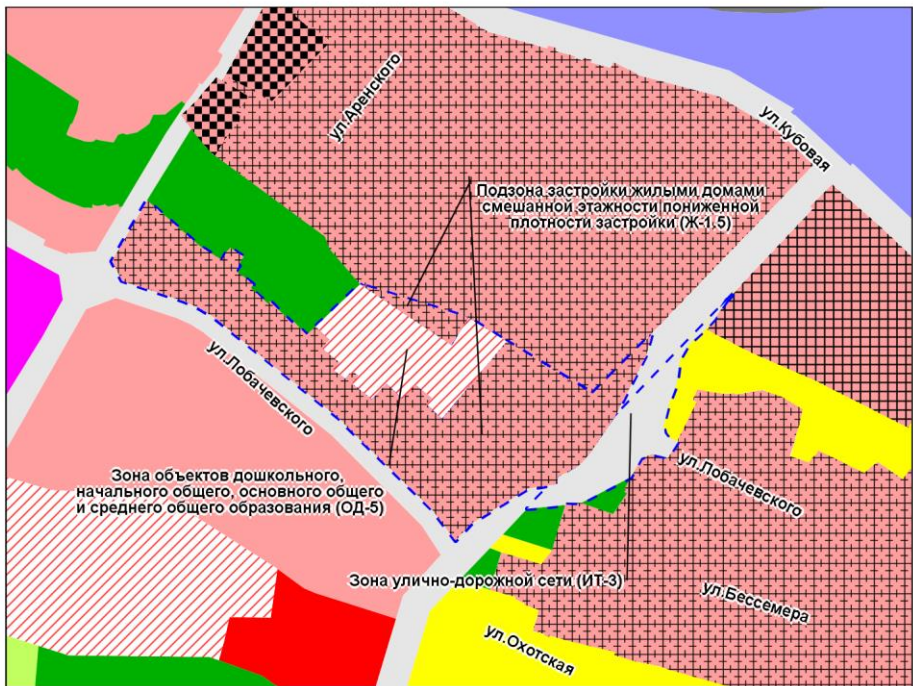 ул.Аренского
ул.Кубовая
Подзона застройки жилыми домами
смешанной этажности пониженной
плотности застройки (Ж-1.5)
ул.Лобачевского
Зона объектов дошкольного,
начального общего, основного общего
и среднего общего образования (ОД-5)
ул.Лобачевского
Зона улично-дорожной сети (ИТ-3)
ул.Бессемера
ул.Охотская